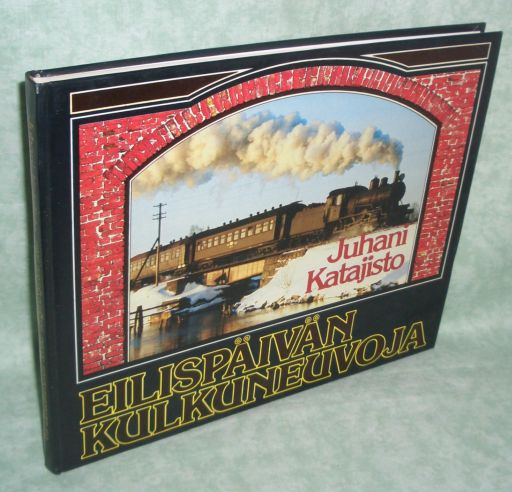 Juhani
Katajisto
EILISPÄIVÄN
KULKUNEUVOJA